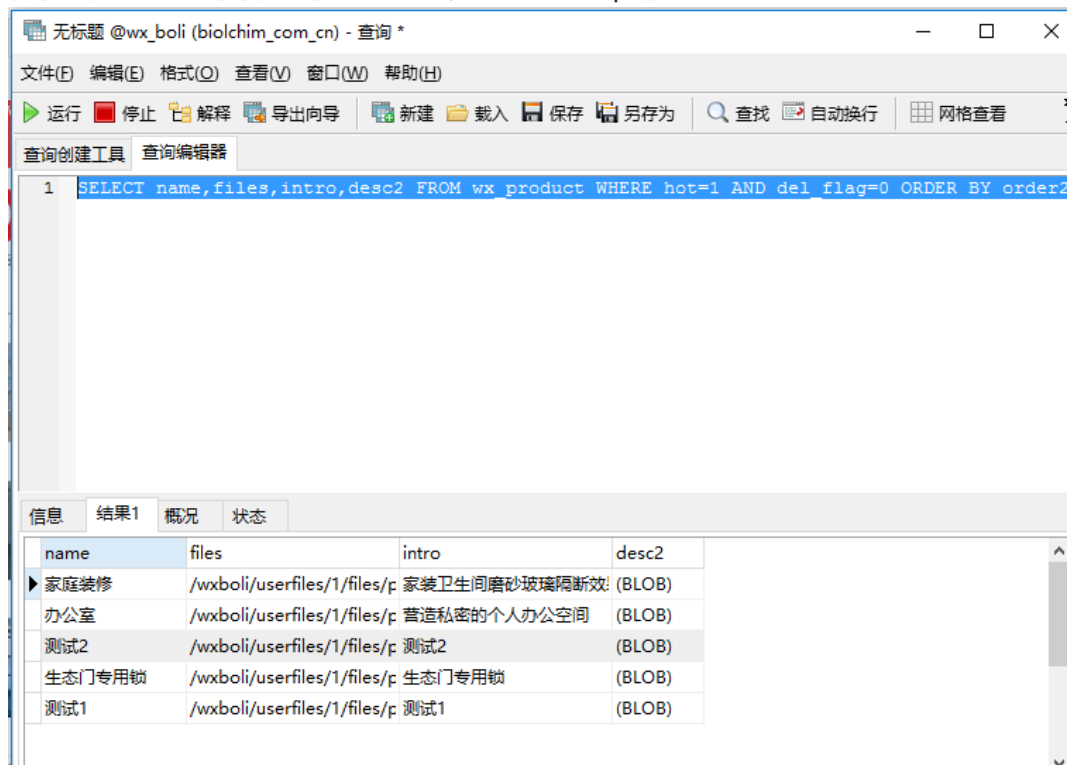 无标题 @wx_boli (biolchim_com_cn) - 查询 *
文件(F) 编辑(E) 格式(O) 查看(V) 窗口(W) 帮助(H)
运行 停止 解释 导出向导 新建 载入 保存 另存为 查找 自动换行 网格查看
查询创建工具 查询编辑器
1 SELECT name,files,intro,desc2 FROM wx_product WHERE hot=1 AND del_flag=0 ORDER BY order2
信息 结果1 概况 状态
name files intro desc2
家庭装修 /wxboli/userfiles/1/files/p 家装卫生间磨砂玻璃隔断效 (BLOB)
办公室 /wxboli/userfiles/1/files/p 营造私密的个人办公空间 (BLOB)
测试2 /wxboli/userfiles/1/files/p 测试2 (BLOB)
生态门专用锁 /wxboli/userfiles/1/files/p 生态门专用锁 (BLOB)
测试1 /wxboli/userfiles/1/files/p 测试1 (BLOB)